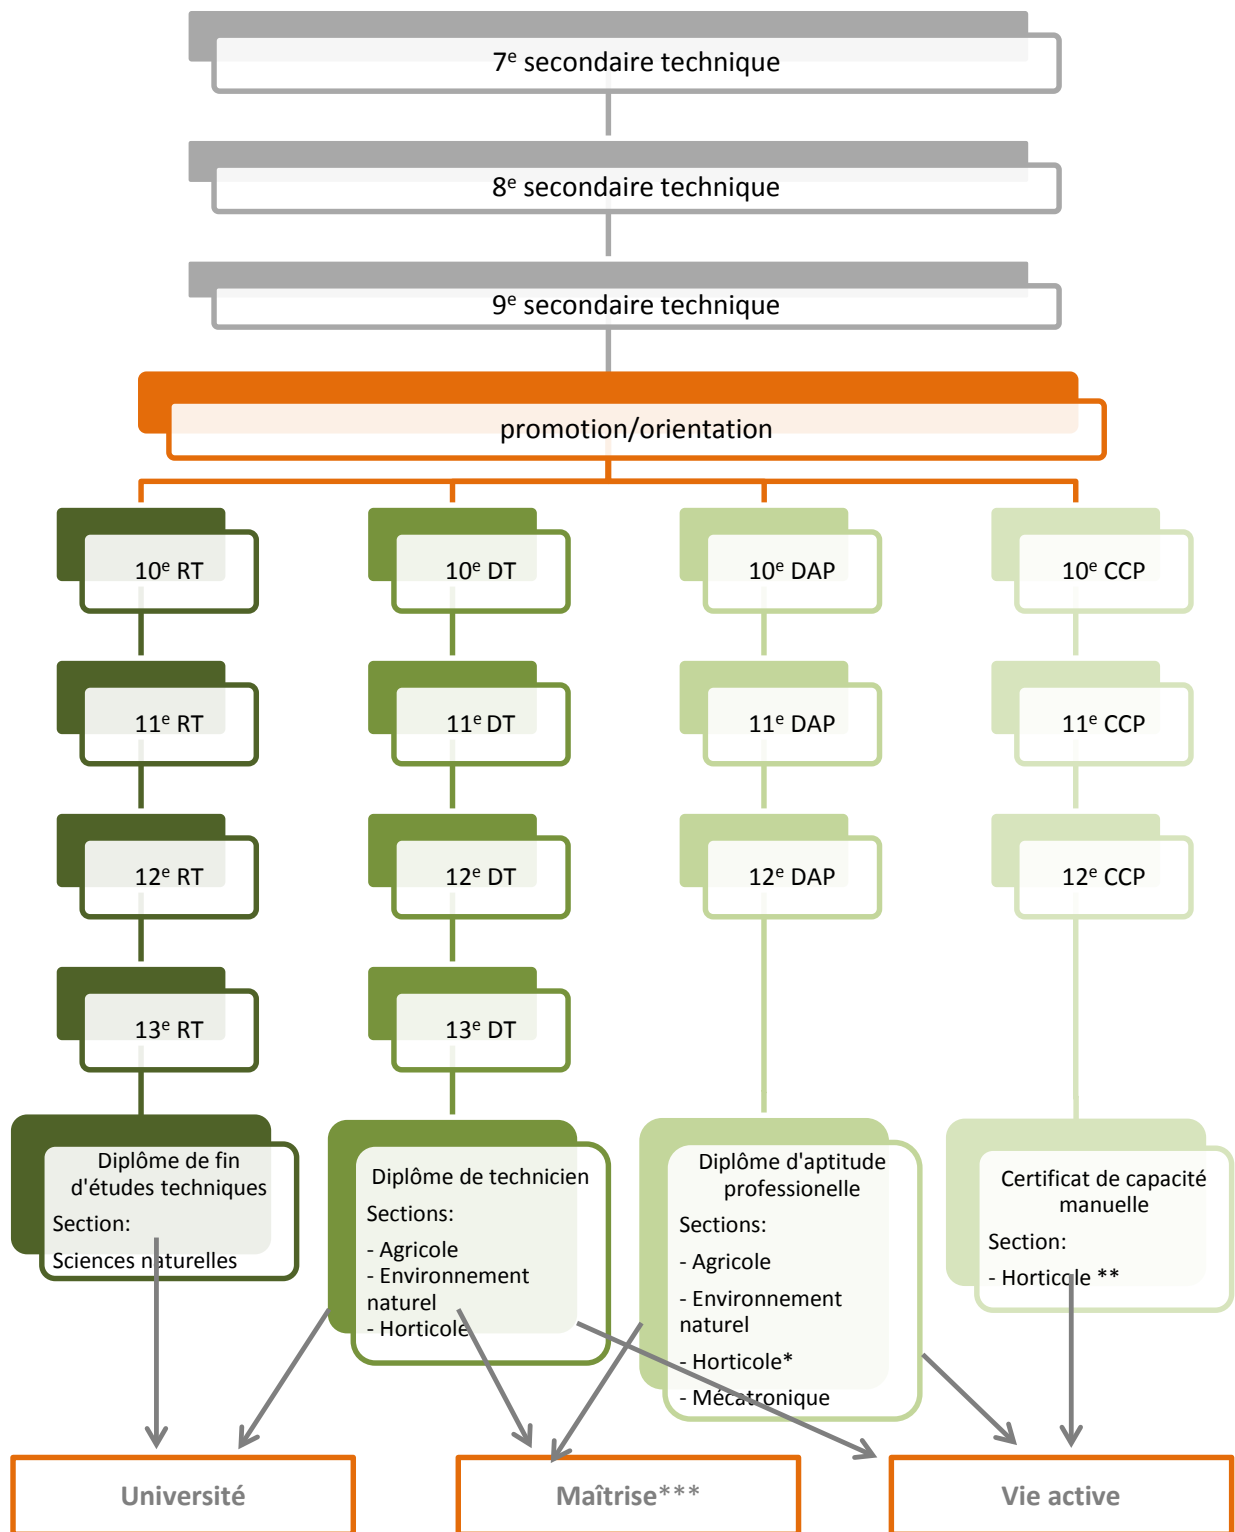 7e secondaire technique
8e secondaire technique
9e secondaire technique
promotion/orientation
10e RT
10e DT
10e DAP
10e CCP
11e RT
11e DT
11e DAP
11e CCP
12e RT
12e DT
12e DAP
12e CCP
13e RT
13e DT
Diplôme de fin
d'études techniques
Section:
Sciences naturelles
Diplôme de technicien
Sections:
- Agricole
- Environnement
naturel
- Horticole
Diplôme d'aptitude
professionelle
Sections:
- Agricole
- Environnement
naturel
- Horticole*
- Mécatronique
Certificat de capacité
manuelle
Section:
- Horticole **
Université
Maîtrise***
Vie active